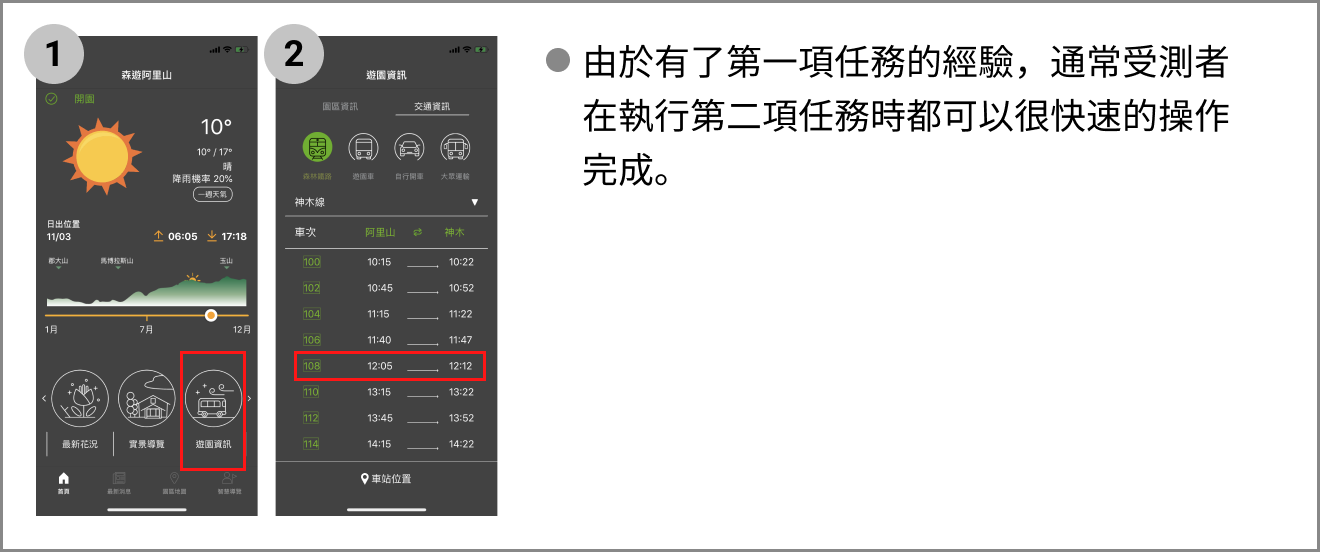 1
森遊阿里山
開園
10°
10° / 17°
晴
降雨機率 20%
一週天氣
日出位置
11/03
06:05
17:18
鄒大山
馬博拉斯山
玉山
1月
7月
12月
最新花況
實景導覽
遊園資訊
首頁
最新消息
園區地圖
智慧導覽
2
遊園資訊
園區資訊
交通資訊
森林鐵路
遊園車
自行開車
大眾運輸
神木線
車次 阿里山 神木
100 10:15 10:22
102 10:45 10:52
104 11:15 11:22
106 11:40 11:47
108 12:05 12:12
110 13:15 13:22
112 13:45 13:52
114 14:15 14:22
車站位置
由於有了第一項任務的經驗，通常受測者
在執行第二項任務時都可以很快速的操作
完成。